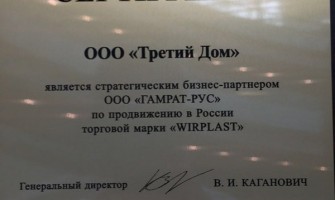 ООО «Третий Дом»
является стратегическим бизнес-партнером
ООО «ГАМРАТ-РУС»
по продвижению в России
торговой марки «WIRPLAST»
Генеральный директор В. И. КАГАНОВИЧ